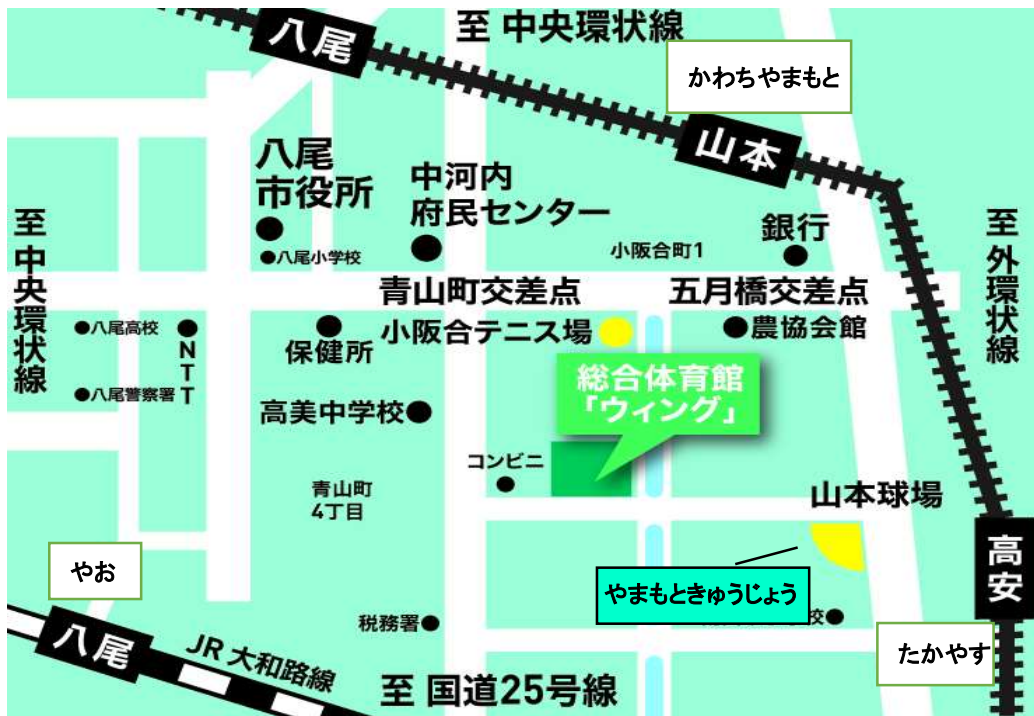 八尾
至 中央環状線
かわちやまもと
山本
八尾
市役所
中河内
府民センター
八尾小学校
小阪合町1
銀行
至 中央環状線
至 外環状線
青山町交差点
五月橋交差点
八尾高校
NTT
保健所
小阪合テニス場
農協会館
八尾警察署
総合体育館
「ウィング」
高美中学校
コンビニ
青山町
4丁目
山本球場
高安
やお
やまもときゅうじょう
校
税務署
八尾
JR 大和路線
たかやす
至 国道25号線